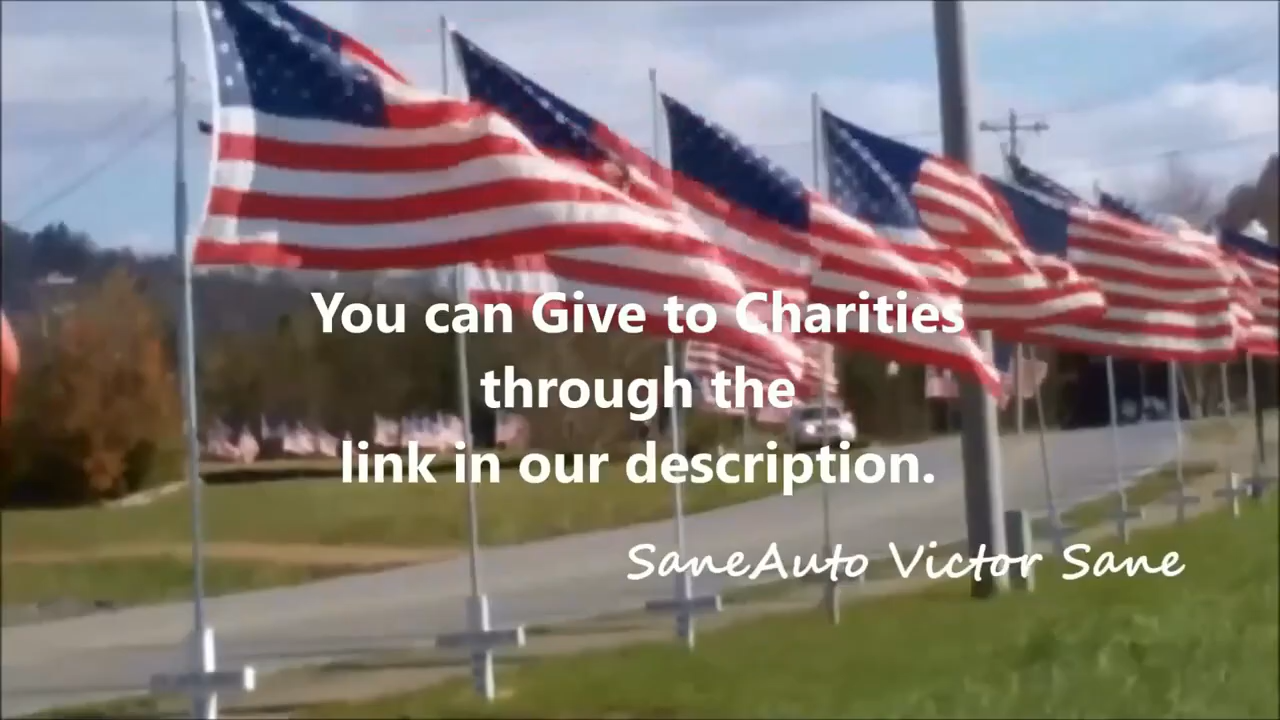 You can Give to Charities
through the
link in our description.
SaneAuto Victor Sane